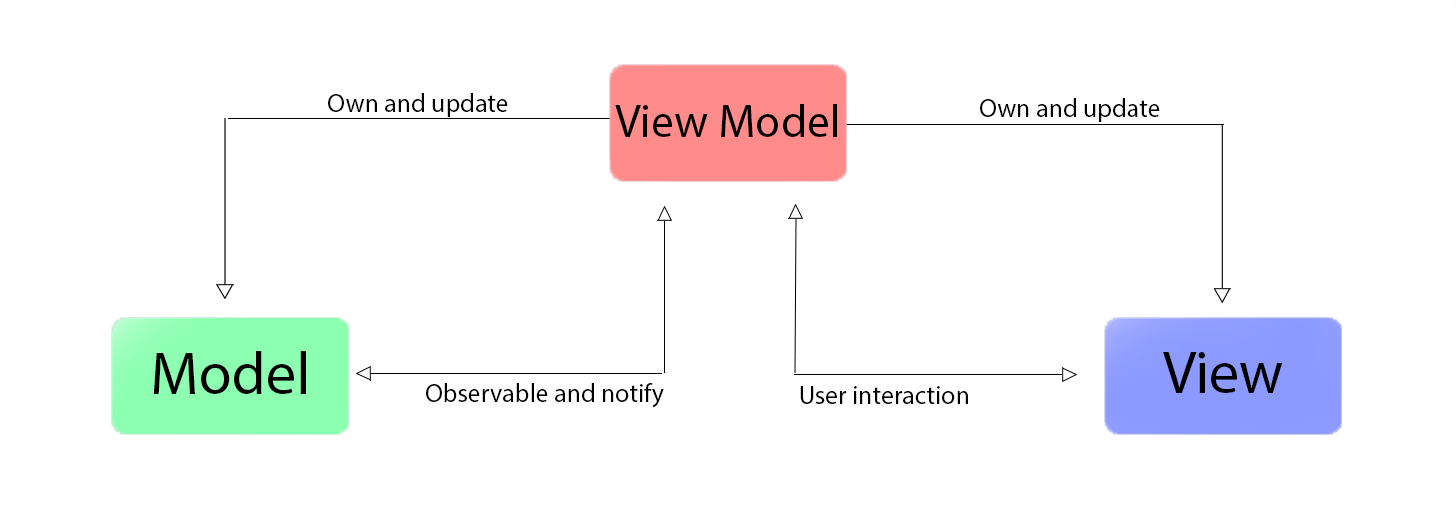 Own and update
View Model
Own and update
Model
Observable and notify
User interaction
View